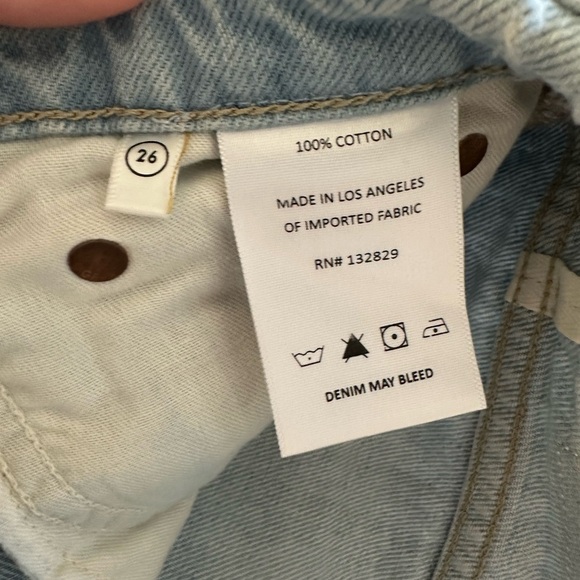 26
100% COTTON
MADE IN LOS ANGELES
OF IMPORTED FABRIC
RN# 132829
DENIM MAY BLEED